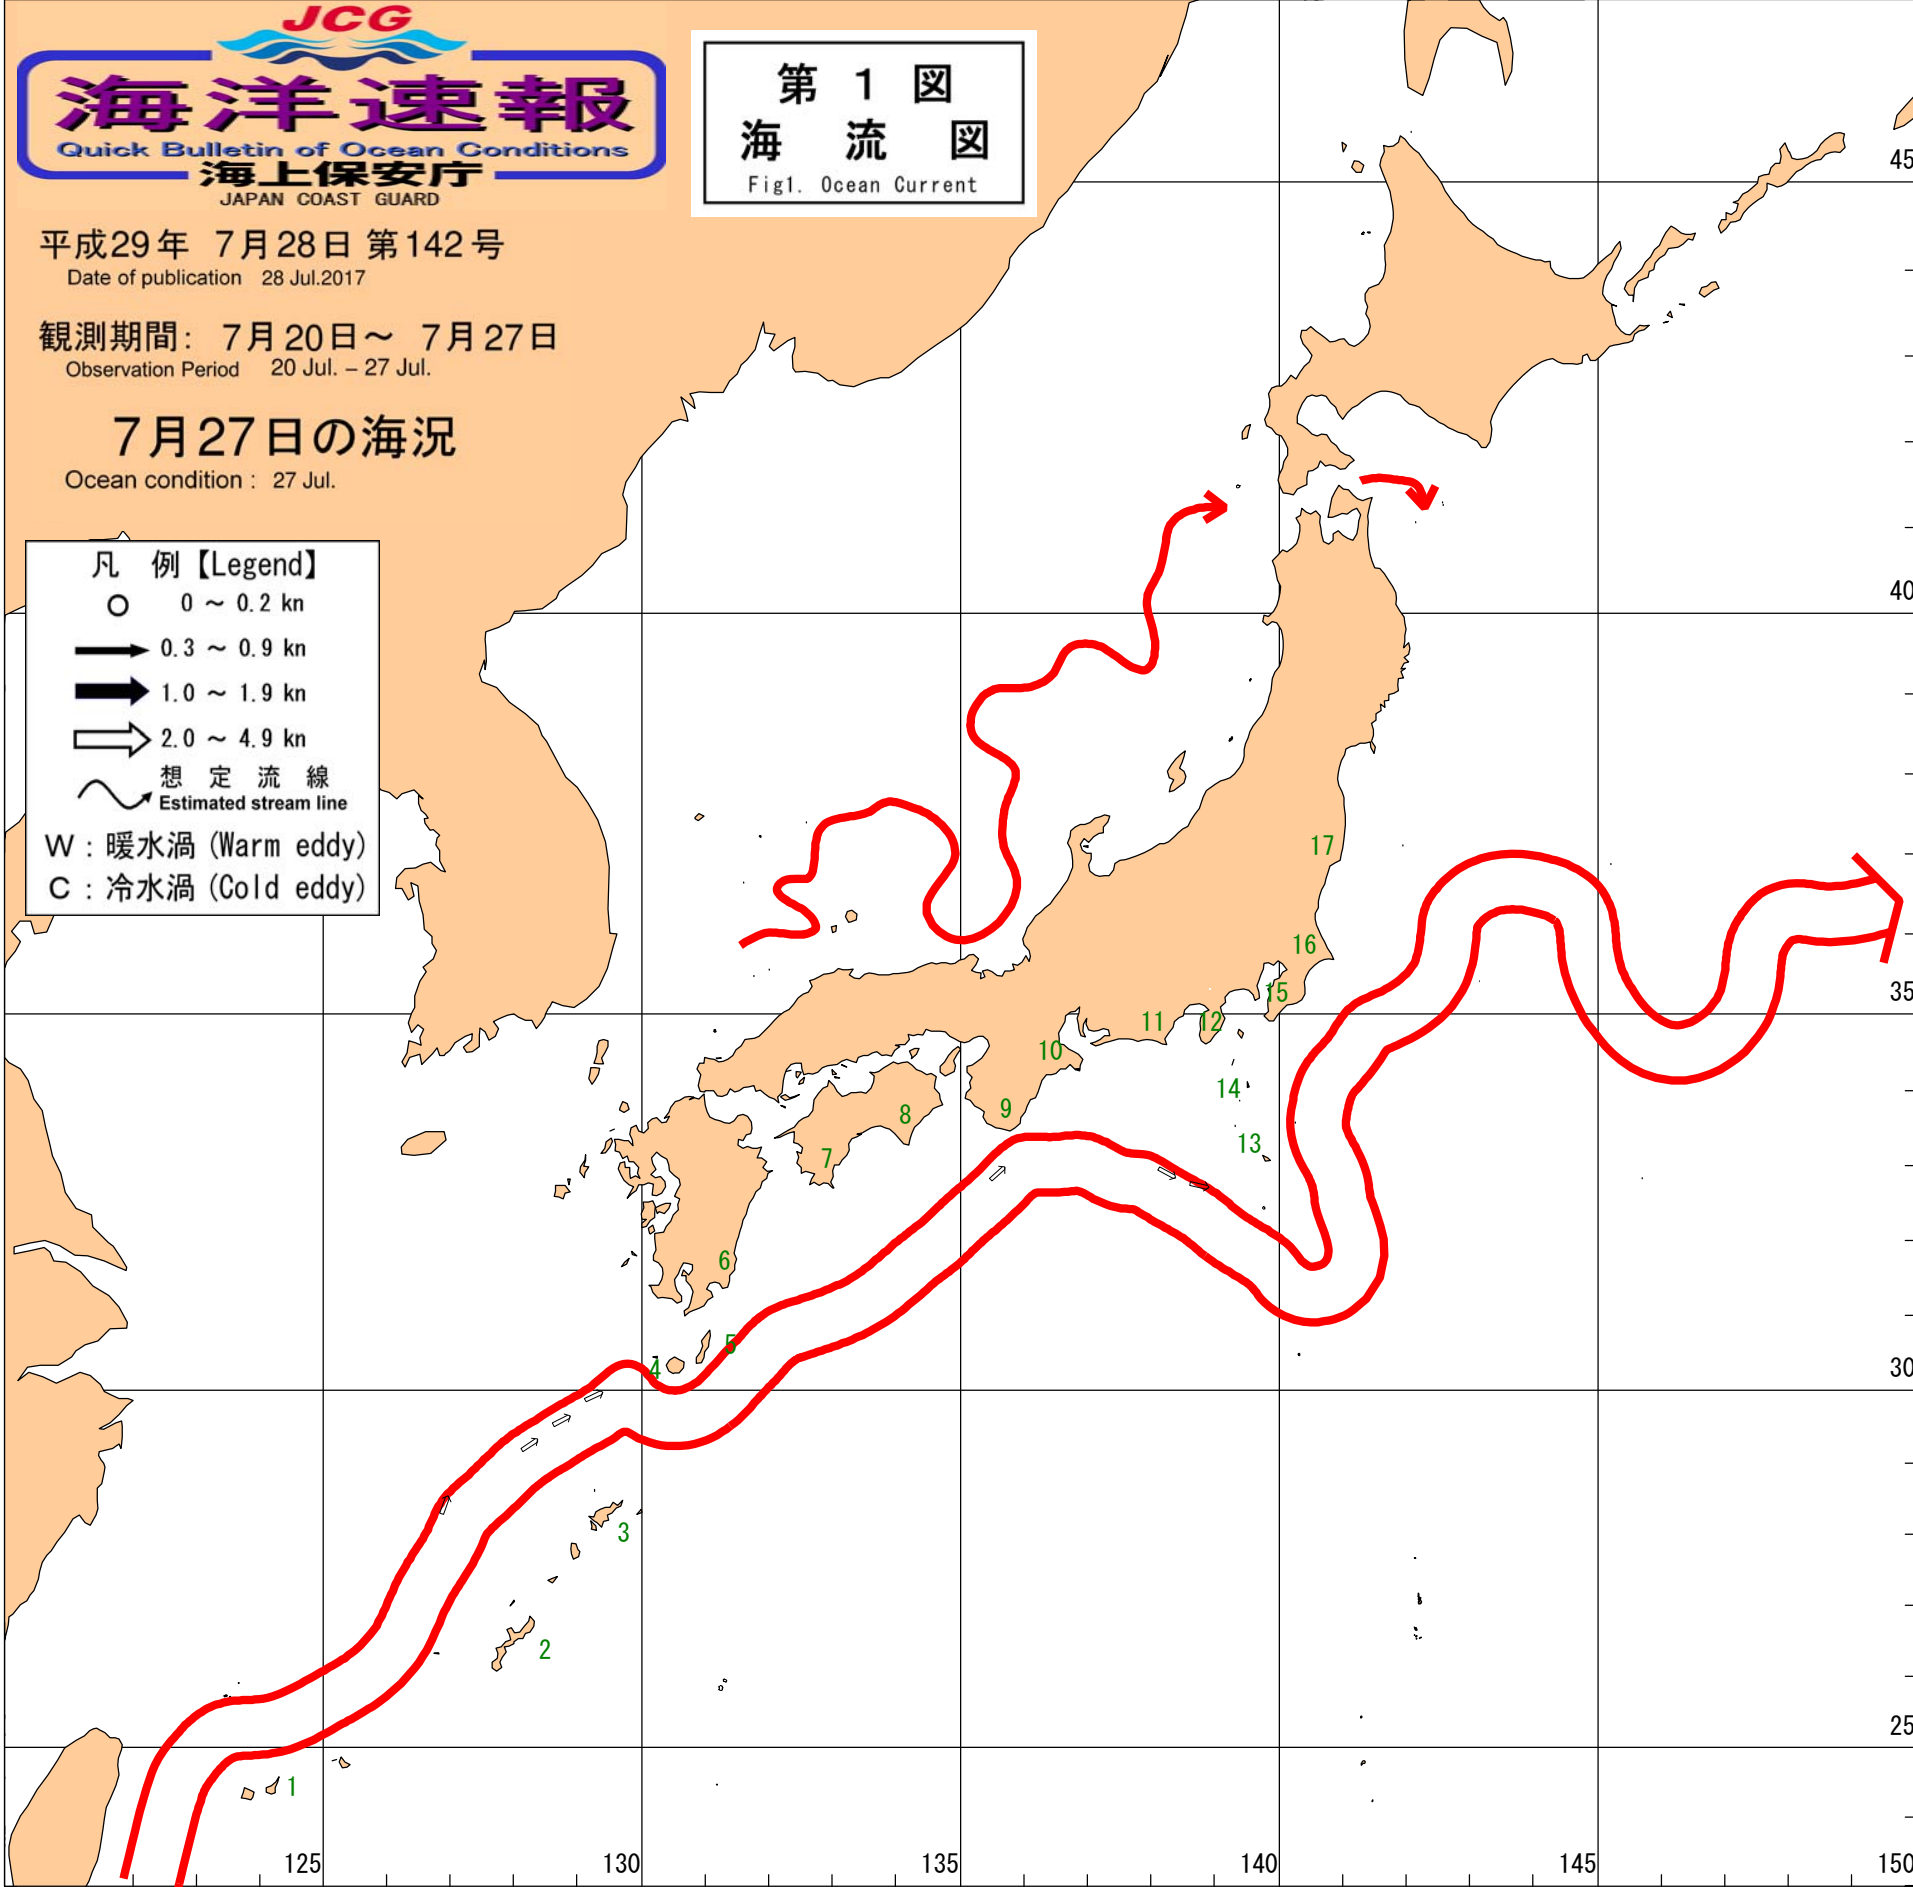 JCG
海洋速報
Quick Bulletin of Ocean Conditions
海上保安庁
JAPAN COAST GUARD
第 1 図
海 流 図
Fig1. Ocean Current
平成29年 7月28日 第142号
Date of publication 28 Jul.2017
観測期間: 7月20日～ 7月27日
Observation Period 20 Jul. – 27 Jul.
7月27日の海況
Ocean condition : 27 Jul.
凡 例【Legend】
0 ～ 0.2 kn
0.3 ～ 0.9 kn
1.0 ～ 1.9 kn
2.0 ～ 4.9 kn
想 定 流 線
Estimated stream line
W : 暖水渦 (Warm eddy)
C : 冷水渦 (Cold eddy)
45
40
17
16
35
15
12
11
10
14
9
8
13
7
6
5
4
30
3
2
25
1
125
130
135
140
145
150